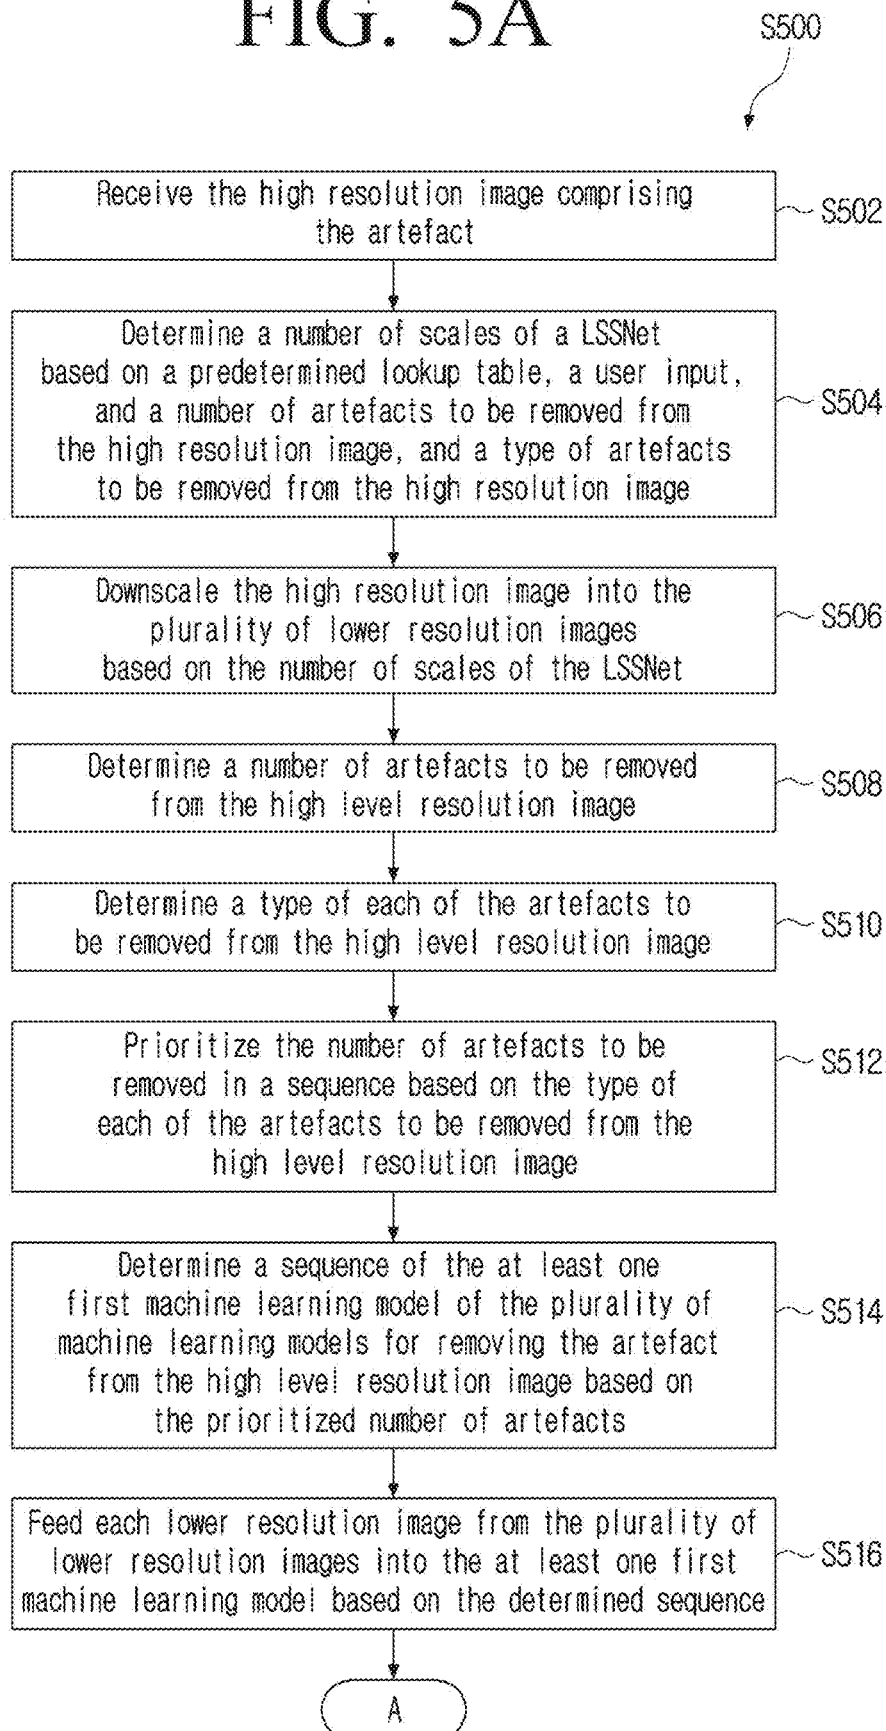 FIG. 5A
S500
Receive the high resolution image comprising
the artefact
S502
Determine a number of scales of a LSSNet
based on a predetermined lookup table, a user input,
and a number of artefacts to be removed from
the high resolution image, and a type of artefacts
to be removed from the high resolution image
S504
Downscale the high resolution image into the
plurality of lower resolution images
based on the number of scales of the LSSNet
S506
Determine a number of artefacts to be removed
from the high level resolution image
S508
Determine a type of each of the artefacts to
be removed from the high level resolution image
S510
Prioritize the number of artefacts to be
removed in a sequence based on the type of
each of the artefacts to be removed from the
high level resolution image
S512
Determine a sequence of the at least one
first machine learning model of the plurality of
machine learning models for removing the artefact
from the high level resolution image based on
the prioritized number of artefacts
S514
Feed each lower resolution image from the plurality of
lower resolution images into the at least one first
machine learning model based on the determined sequence
S516
A